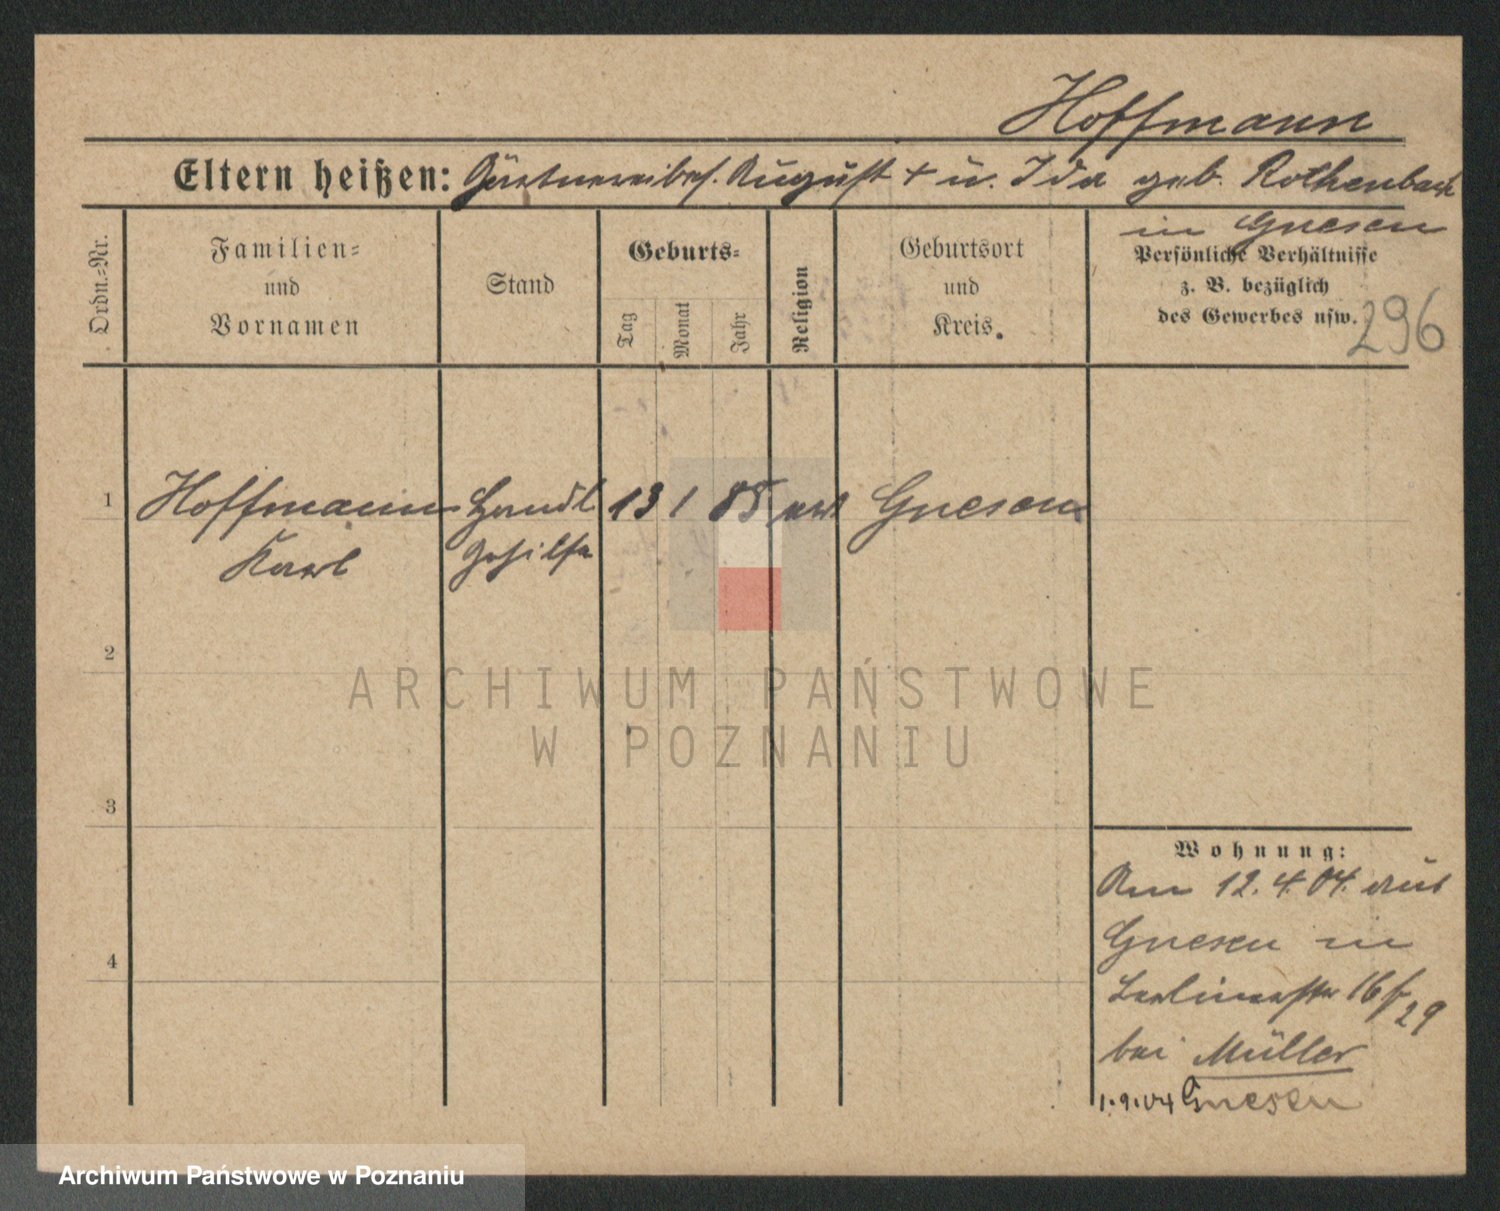 Hoffmann
Eltern heißen: Gärtnereibes. August + u. Ida geb. Rothenbach
in Gnesen
Ordn.-Nr.
Familien-
und
Vornamen
Stand
Geburts-
Tag
Monat
Jahr
Religion
Geburtsort
und
Kreis.
Persönliche Verhältnisse
z. B. bezüglich
des Gewerbes usw.
296
1 Hoffmann Handl 13 1 85 Gnesen
Karl Gehilfe
2
3
4
ARCHIWUM PAŃSTWOWE
W POZNANIU
Wohnung:
Am 12.4.04. aus
Gnesen in
Berlinerstr 16 f
29
bei Müller
1.9.04 Gnesen
Archiwum Państwowe w Poznaniu